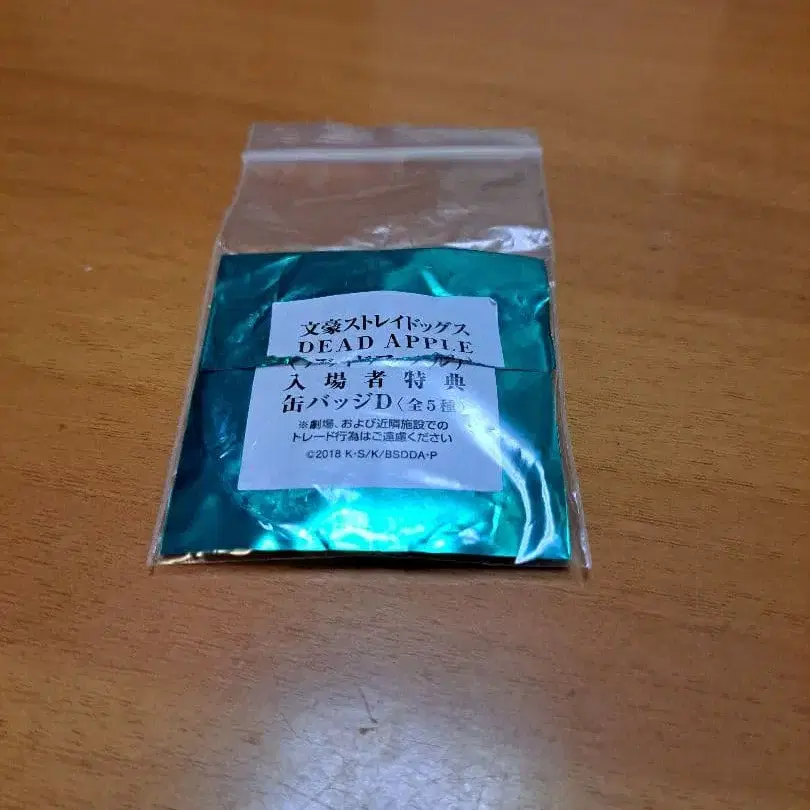 文豪ストレイドッグス
DEAD APPLE
入場者特典
缶バッジD〈全5種〉
※劇場、および近隣施設での
トレード行為はご遠慮ください
©2018 K・S/K/BSDDA・P